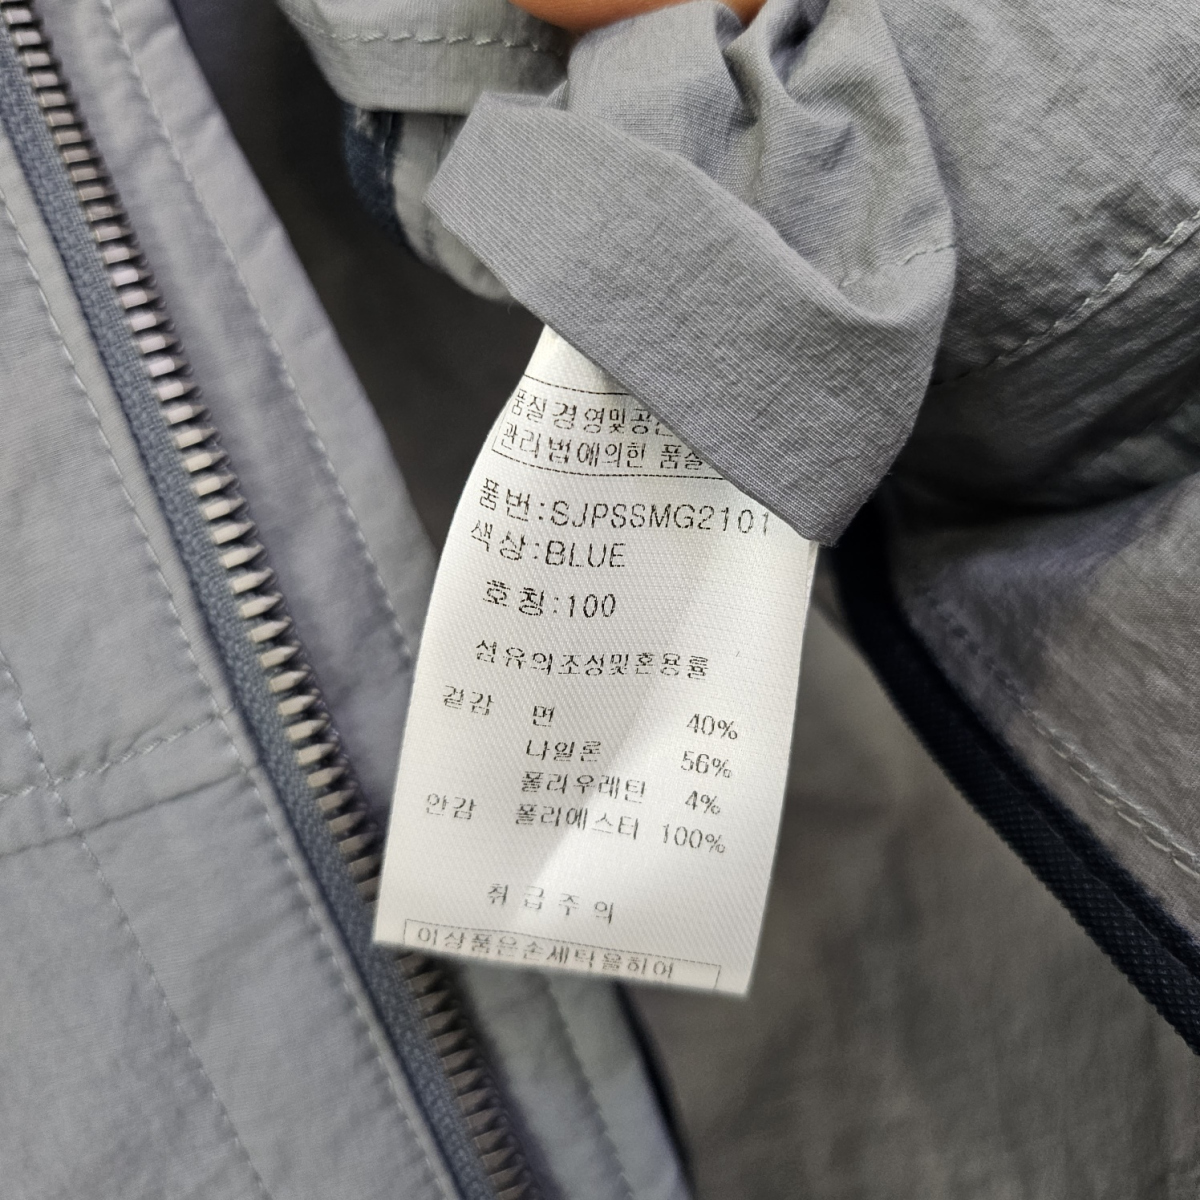 품질경영및공
관리법에의한 품질
품번:SJPSSMG2101
색상:BLUE
호칭:100
섬유의조성및혼용률
겉감 면 40%
나일론 56%
폴리우레탄 4%
안감 폴리에스터 100%
취급주의
이상품은손세탁을하여